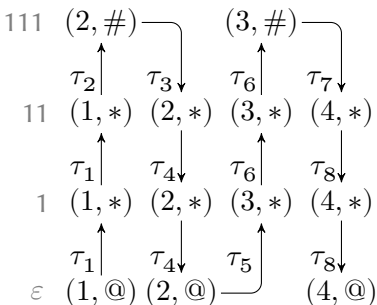 111 (2, #) (3, #)
τ2 τ3 τ6 τ7
11 (1, *) (2, *) (3, *) (4, *)
τ1 τ4 τ6 τ8
1 (1, *) (2, *) (3, *) (4, *)
τ1 τ4 τ5 τ8
ε (1, @) (2, @) (4, @)